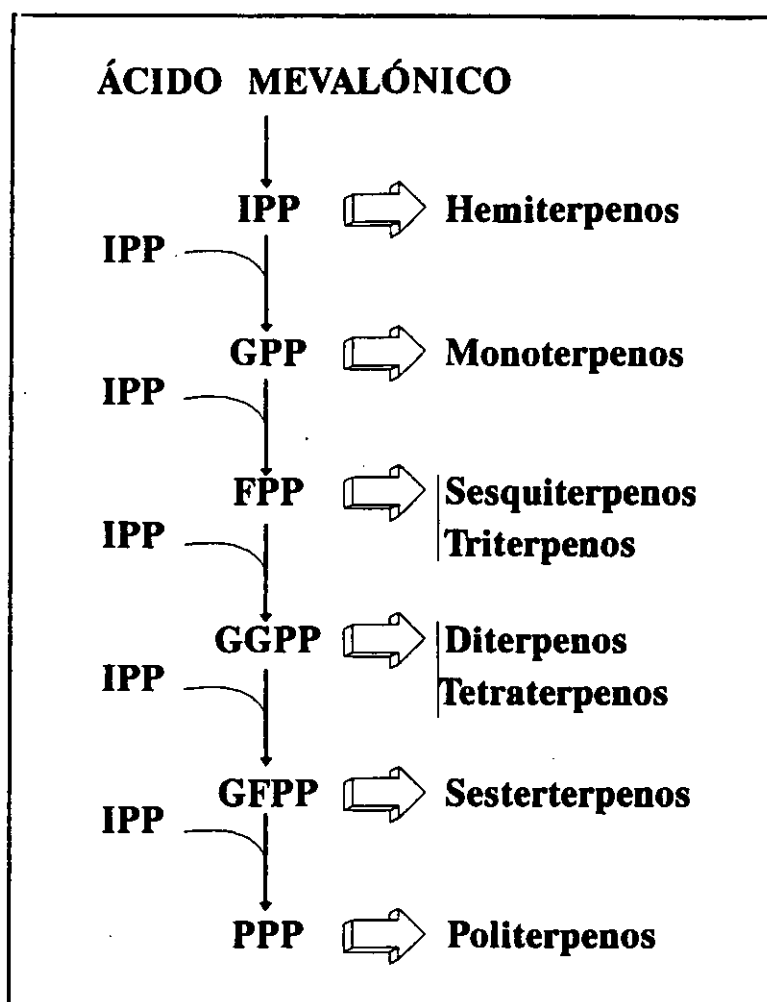 ÁCIDO MEVALÓNICO
IPP Hemiterpenos
IPP
GPP Monoterpenos
IPP
FPP Sesquiterpenos
IPP Triterpenos
GGPP Diterpenos
IPP Tetraterpenos
GFPP Sesterterpenos
IPP
PPP Politerpenos